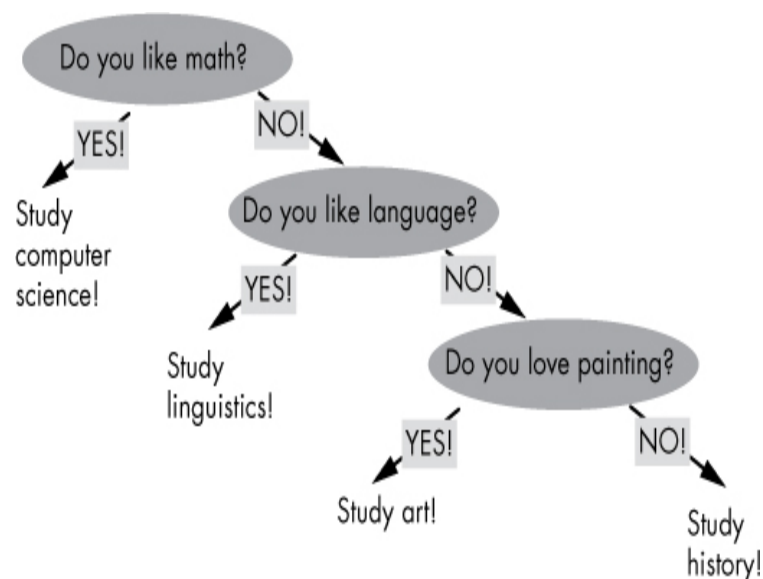 Do you like math?
YES!
NO!
Study
computer
science!
Do you like language?
YES!
NO!
Study
linguistics!
Do you love painting?
YES!
NO!
Study art!
Study
history!